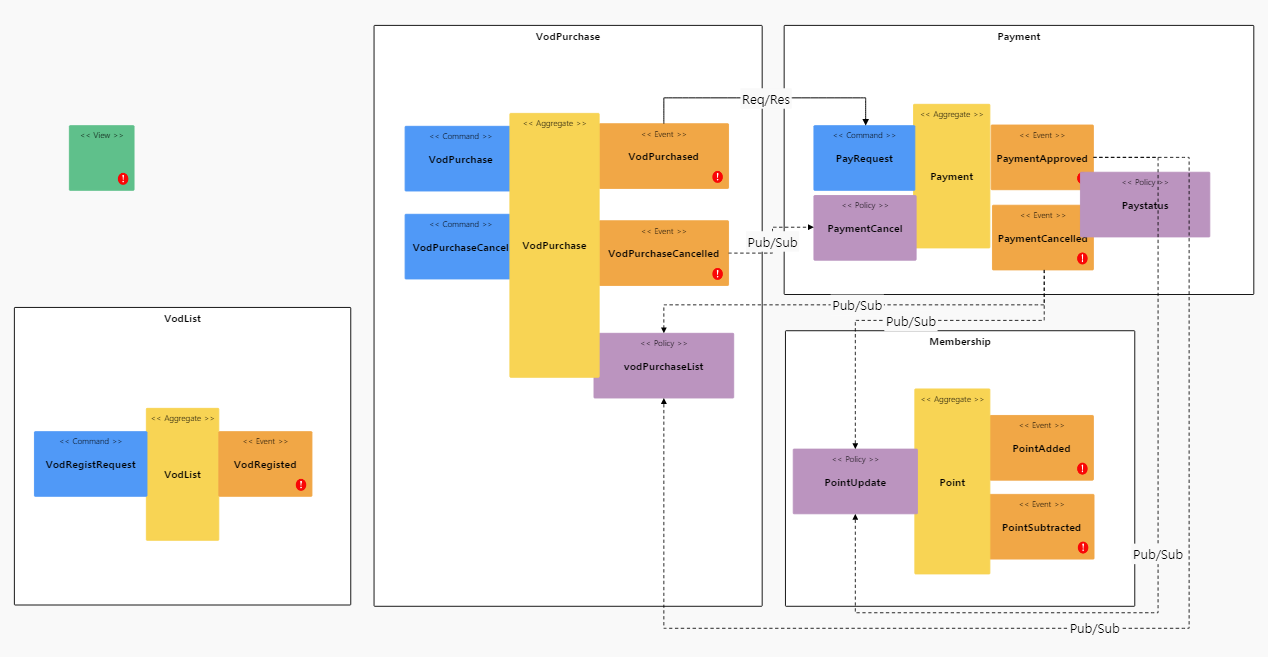 VodPurchase
Payment
Req/Res
<< View >>
<< Command >>
VodPurchase
<< Aggregate >>
VodPurchase
<< Event >>
VodPurchased
<< Command >>
VodPurchaseCancel
<< Event >>
VodPurchaseCancelled
Pub/Sub
<< Policy >>
vodPurchaseList
<< Command >>
PayRequest
<< Aggregate >>
Payment
<< Event >>
PaymentApproved
<< Policy >>
Paystatus
<< Policy >>
PaymentCancel
<< Event >>
PaymentCancelled
Pub/Sub
Pub/Sub
VodList
<< Command >>
VodRegistRequest
<< Aggregate >>
VodList
<< Event >>
VodRegisted
Membership
<< Policy >>
PointUpdate
<< Aggregate >>
Point
<< Event >>
PointAdded
<< Event >>
PointSubtracted
Pub/Sub
Pub/Sub